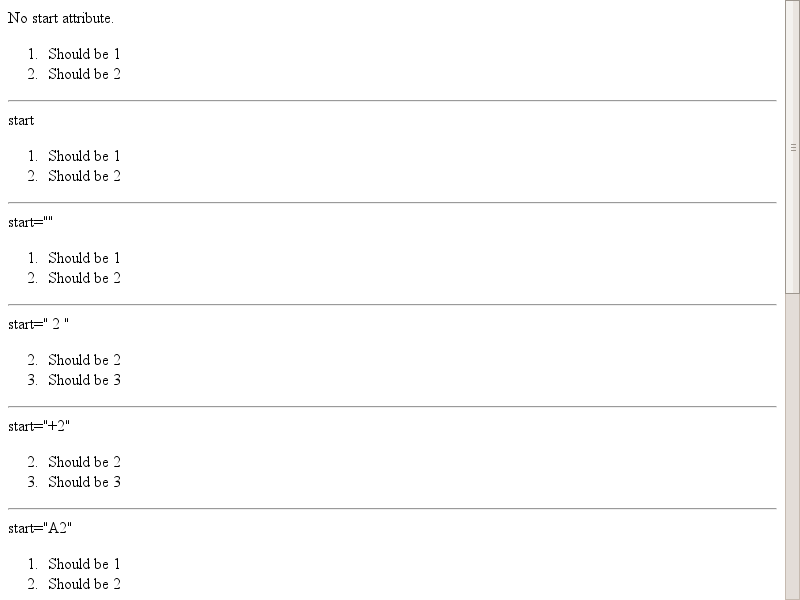 No start attribute.
1. Should be 1
2. Should be 2
start
1. Should be 1
2. Should be 2
start=""
1. Should be 1
2. Should be 2
start=" 2 "
2. Should be 2
3. Should be 3
start="+2"
2. Should be 2
3. Should be 3
start="A2"
1. Should be 1
2. Should be 2